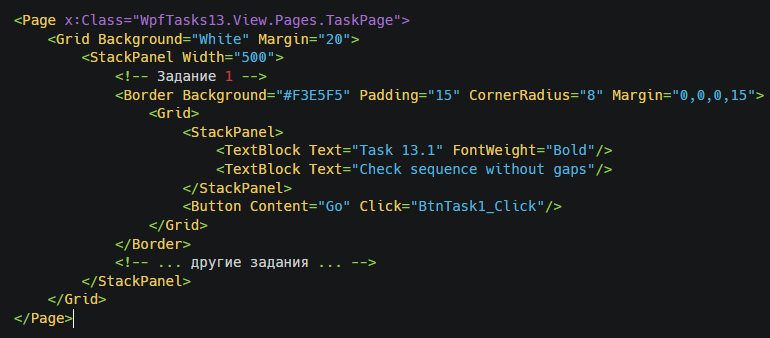 <Page x:Class="WpfTasks13.View.Pages.TaskPage">
    <Grid Background="White" Margin="20">
        <StackPanel Width="500">
            <!-- Задание 1 -->
            <Border Background="#F3E5F5" Padding="15" CornerRadius="8" Margin="0,0,0,15">
                <Grid>
                    <StackPanel>
                        <TextBlock Text="Task 13.1" FontWeight="Bold"/>
                        <TextBlock Text="Check sequence without gaps"/>
                    </StackPanel>
                    <Button Content="Go" Click="BtnTask1_Click"/>
                </Grid>
            </Border>
            <!-- ... другие задания ... -->
        </StackPanel>
    </Grid>
</Page>